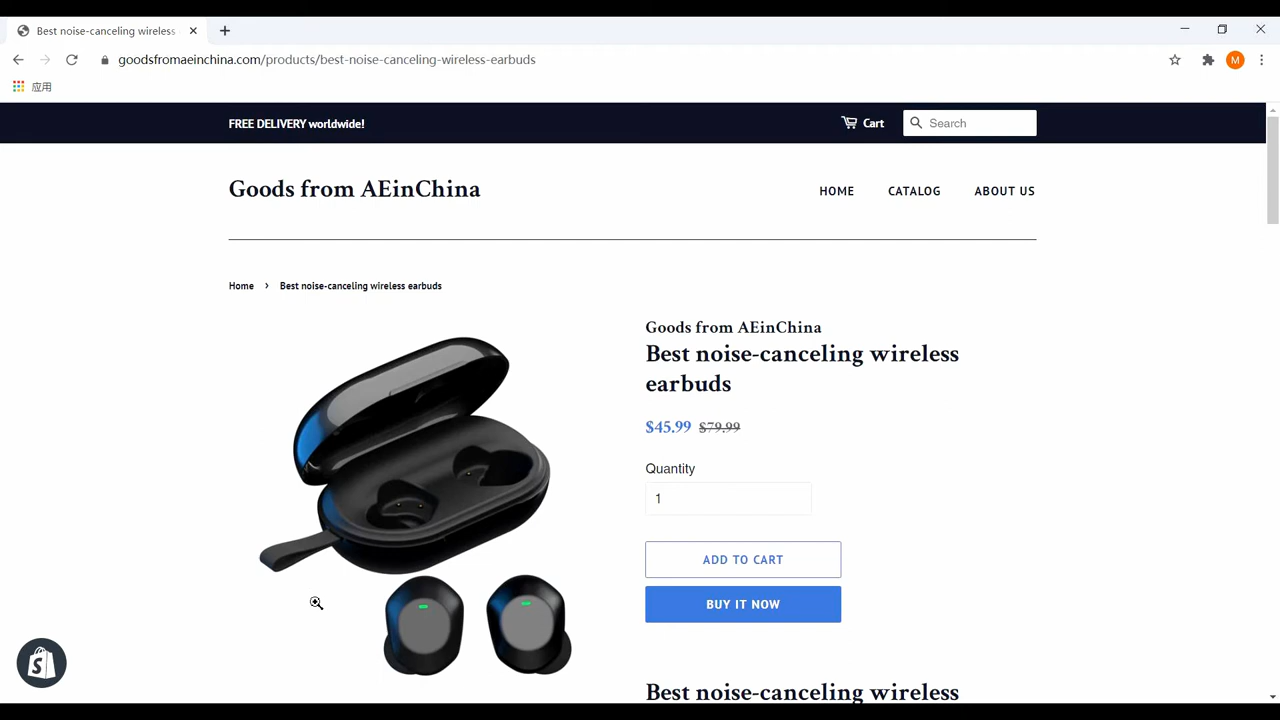 Best noise-canceling wireless
goodsfromaeinchina.com/products/best-noise-canceling-wireless-earbuds
M
应用
FREE DELIVERY worldwide!
Cart
Search
Goods from AEinChina
HOME
CATALOG
ABOUT US
Home › Best noise-canceling wireless earbuds
Goods from AEinChina
Best noise-canceling wireless
earbuds
$45.99 $79.99
Quantity
1
ADD TO CART
BUY IT NOW
Best noise-canceling wireless